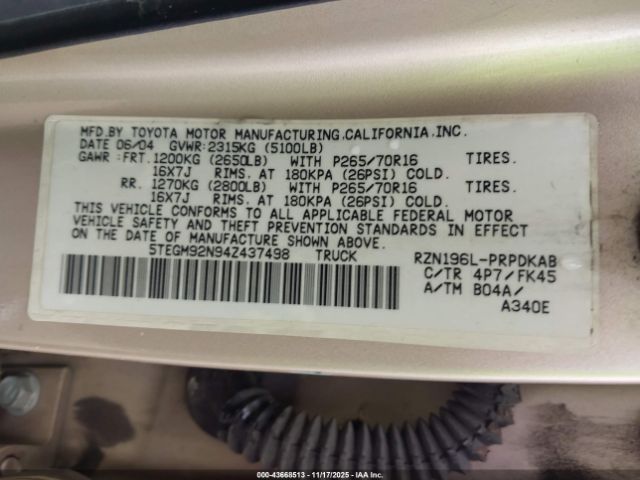 MFD.BY TOYOTA MOTOR MANUFACTURING.CALIFORNIA.INC.
DATE 06/04 GVWR:2315KG (5100LB)
GAWR:FRT.1200KG (2650LB) WITH P265/70R16 TIRES.
16X7J RIMS. AT 180KPA (26PSI) COLD.
RR. 1270KG (2800LB) WITH P265/70R16 TIRES.
16X7J RIMS. AT 180KPA (26PSI) COLD.
THIS VEHICLE CONFORMS TO ALL APPLICABLE FEDERAL MOTOR
VEHICLE SAFETY AND THEFT PREVENTION STANDARDS IN EFFECT
ON THE DATE OF MANUFACTURE SHOWN ABOVE.
5TEGM92N94Z437498 TRUCK RZN196L-PRPDKAB
C/TR 4P7/FK45
A/TM B04A/
A340E
000-43668513 - 11/17/2025 - IAA Inc.